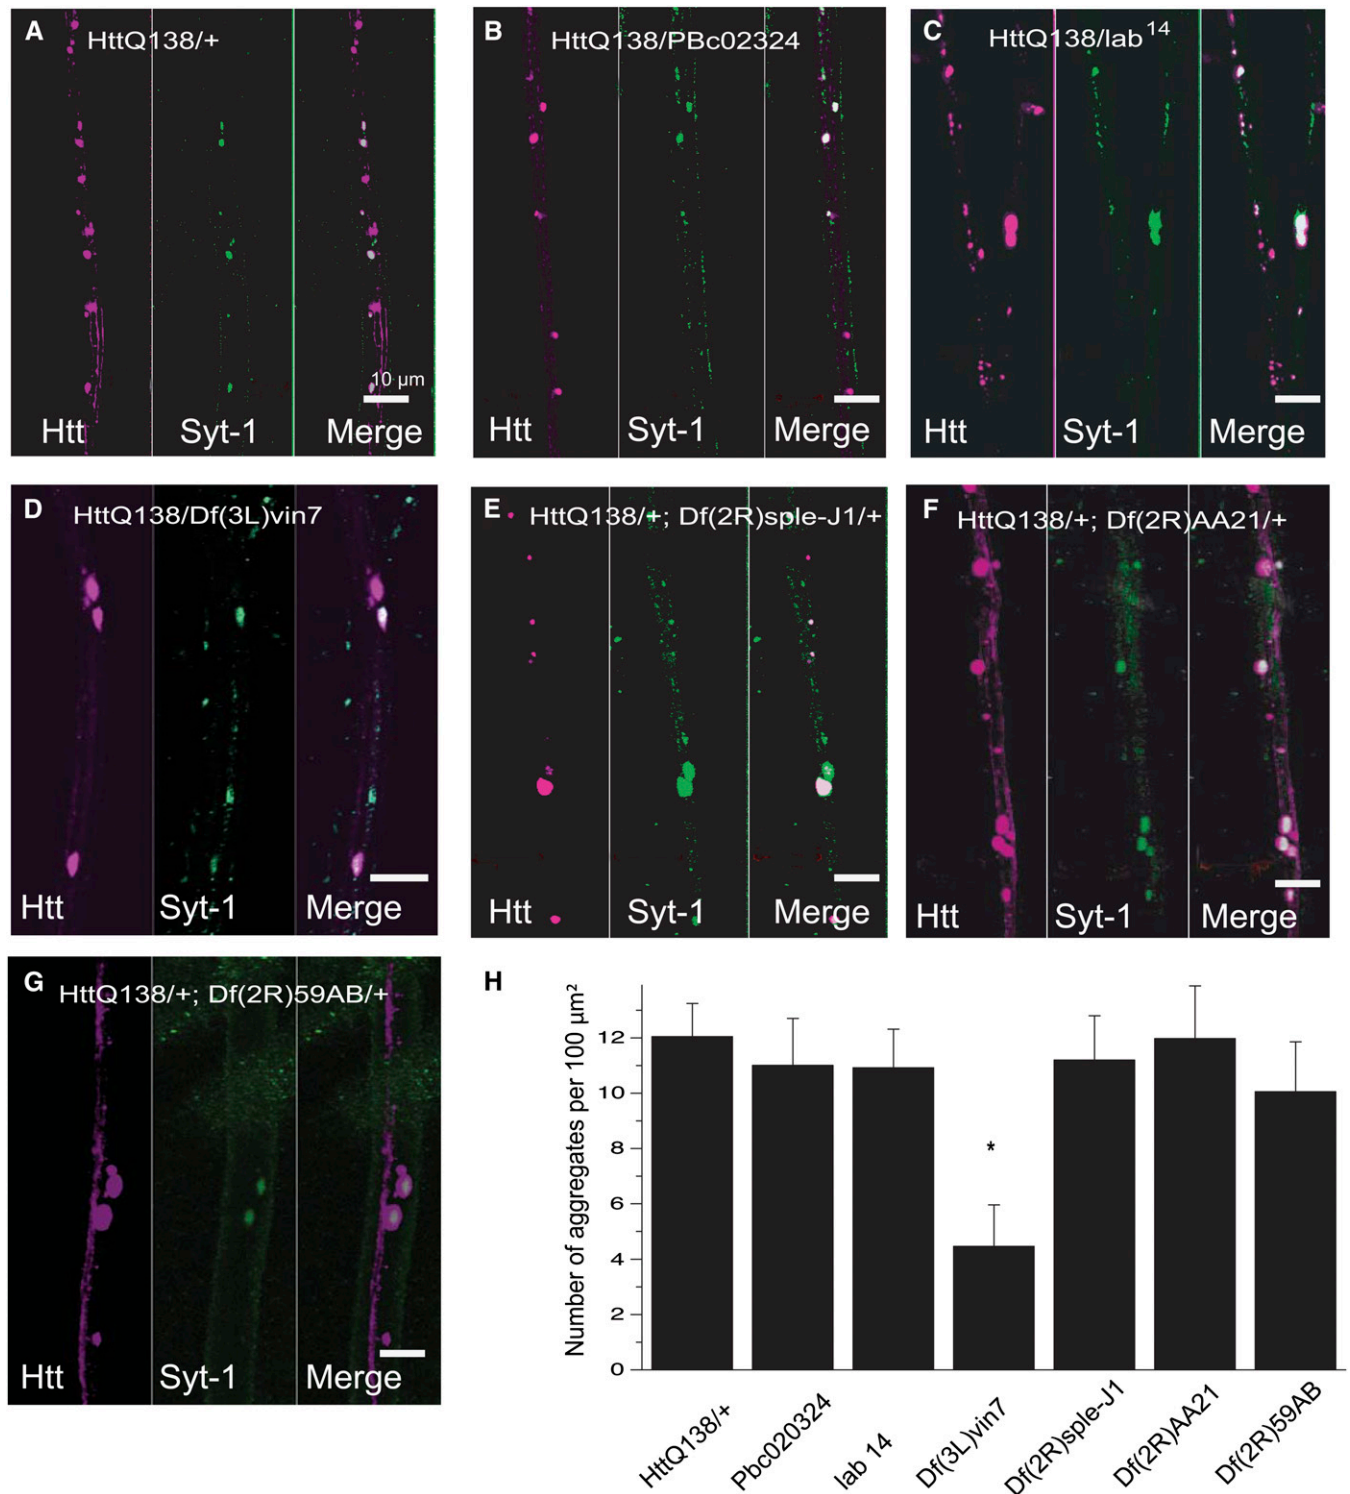 A HttQ138/+
10 µm
Htt Syt-1 Merge
B HttQ138/PBc02324
Htt Syt-1 Merge
C HttQ138/lab14
Htt Syt-1 Merge
D HttQ138/Df(3L)vin7
Htt Syt-1 Merge
E HttQ138/+; Df(2R)sple-J1/+
Htt Syt-1 Merge
F HttQ138/+; Df(2R)AA21/+
Htt Syt-1 Merge
G HttQ138/+; Df(2R)59AB/+
Htt Syt-1 Merge
H
Number of aggregates per 100 µm²
12
10
8
6
4
2
0
*
HttQ138/+
Pbc020324
lab 14
Df(3L)vin7
Df(2R)sple-J1
Df(2R)AA21
Df(2R)59AB